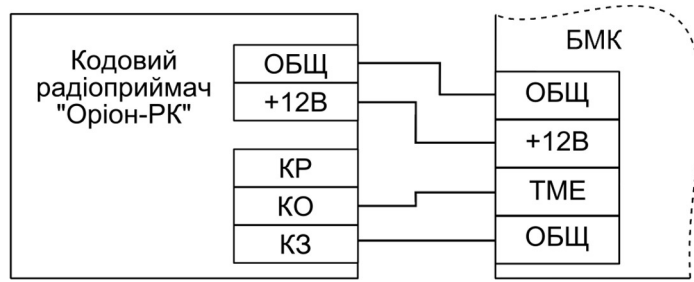 Кодовий
радіоприймач
"Оріон-РК"
ОБЩ
+12В
КР
КО
КЗ
БМК
ОБЩ
+12В
ТМЕ
ОБЩ